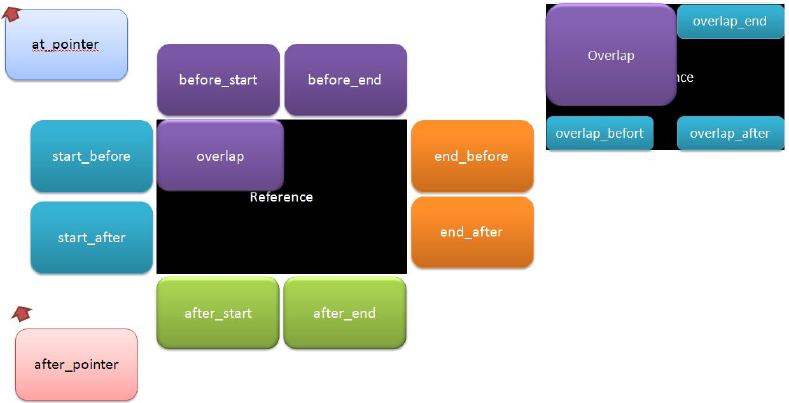 at_pointer
before_start
before_end
start_before
overlap
end_before
Reference
start_after
end_after
after_start
after_end
after_pointer
overlap_end
Overlap
nce
overlap_befort
overlap_after